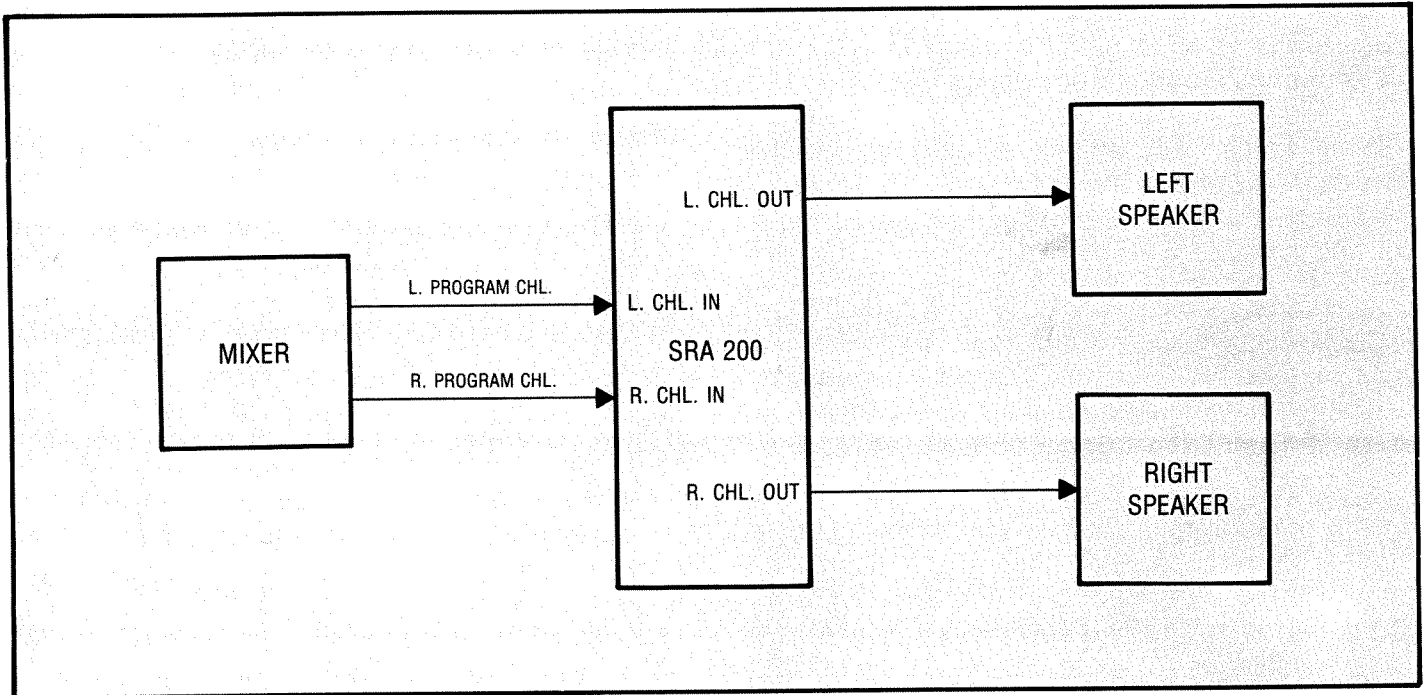 L. CHL. OUT
LEFT
SPEAKER
L. PROGRAM CHL.
L. CHL. IN
MIXER
SRA 200
R. PROGRAM CHL.
R. CHL. IN
R. CHL. OUT
RIGHT
SPEAKER